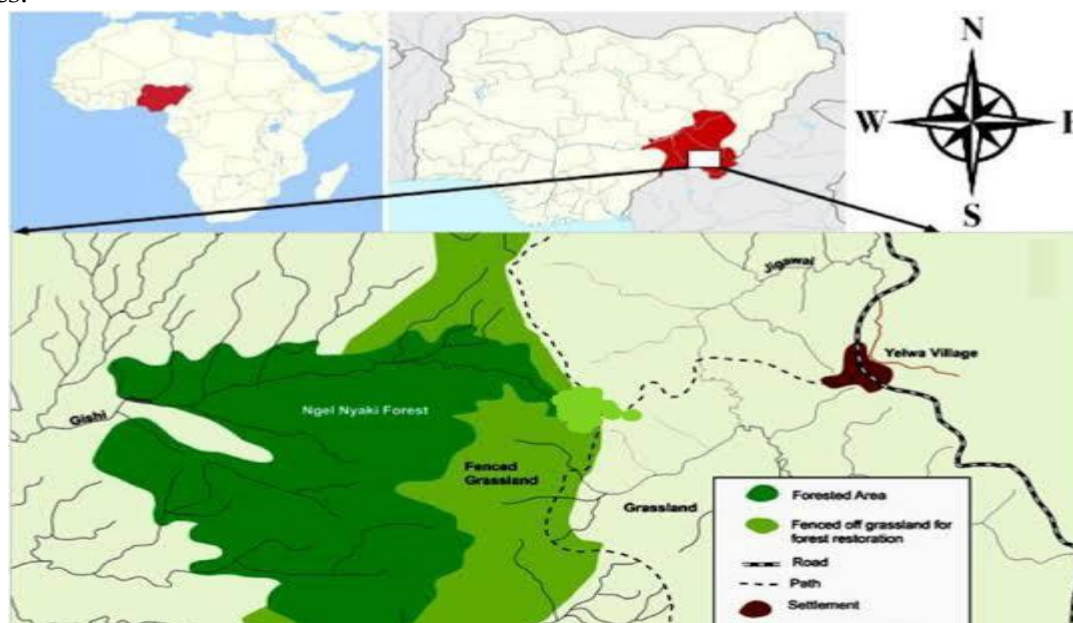 es.
N
W
E
S
Jigawal
Yelwa Village
Ngel Nyaki Forest
Gishi
Fenced
Grassland
Grassland
Forested Area
Fenced off grassland for
forest restoration
Road
Path
Settlement